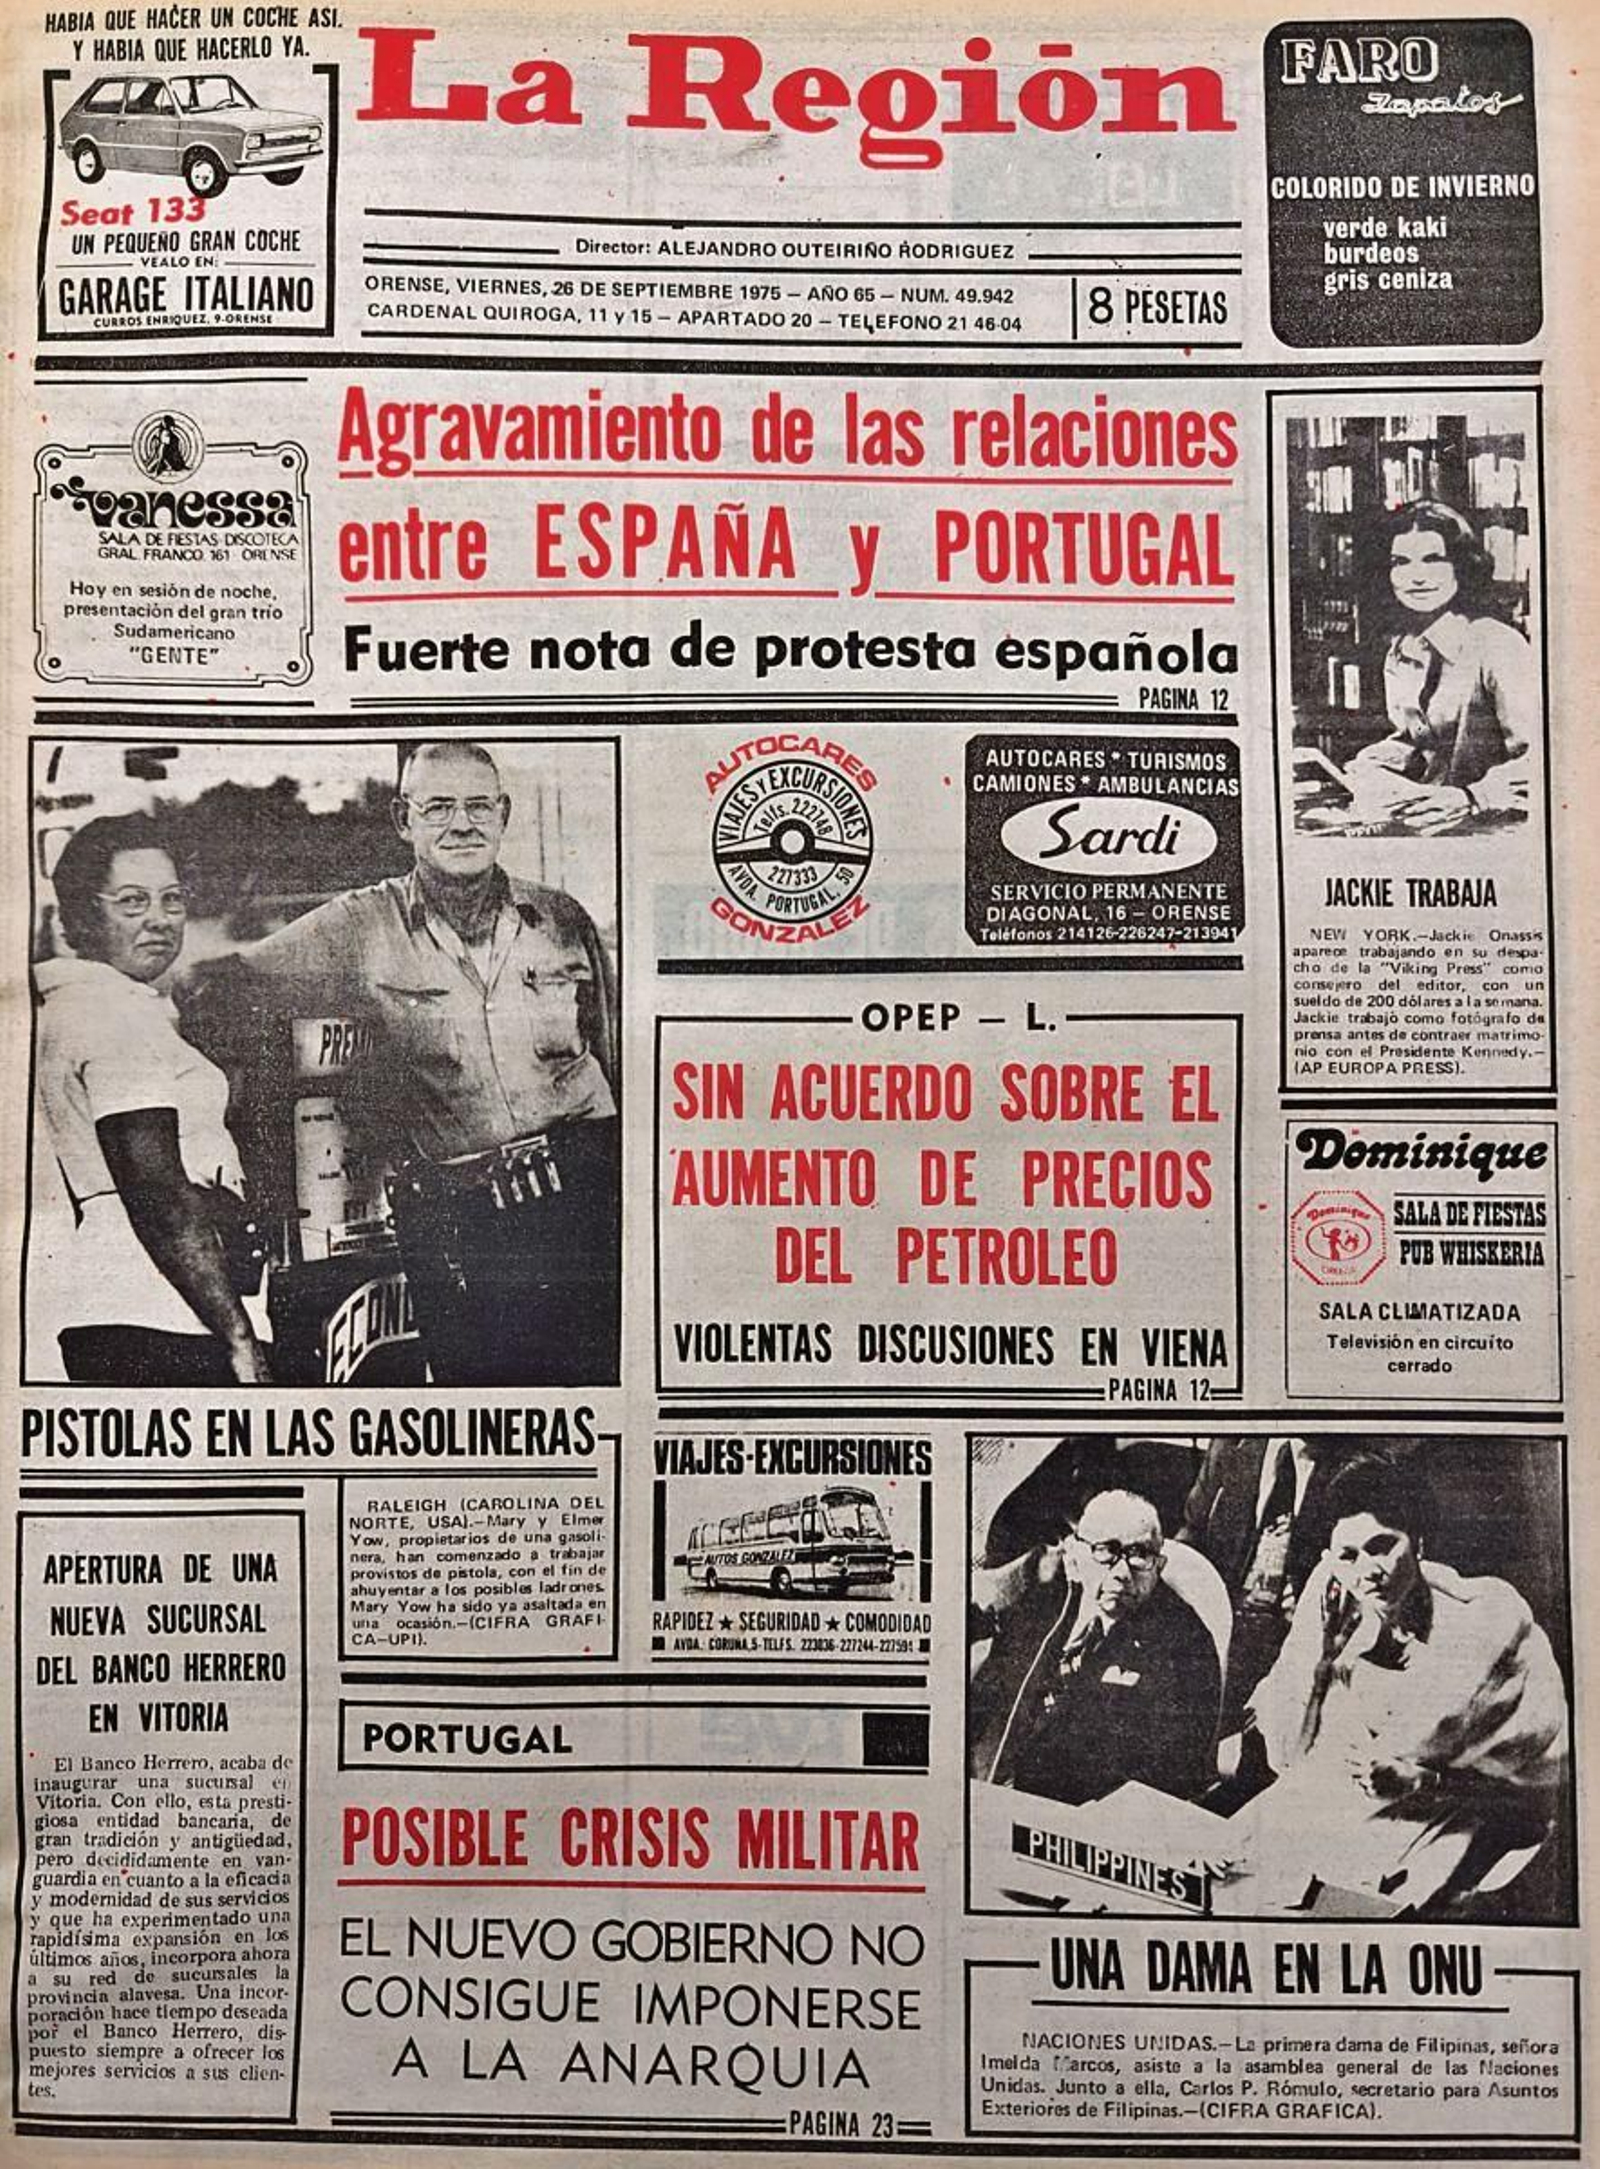 HABIA QUE HACER UN COCHE ASI.
Y HABIA QUE HACERLO YA.
Seat 133
UN PEQUEÑO GRAN COCHE
VEALO EN:
GARAGE ITALIANO
CURROS ENRIQUEZ, 9-ORENSE
La Región
Director: ALEJANDRO OUTEIRIÑO RODRIGUEZ
ORENSE, VIERNES, 26 DE SEPTIEMBRE 1975 – AÑO 65 – NUM. 49.942
CARDENAL QUIROGA, 11 y 15 – APARTADO 20 – TELEFONO 21 46-04
8 PESETAS
FARO
Zapatos
COLORIDO DE INVIERNO
verde kaki
burdeos
gris ceniza
vanessa
SALA DE FIESTAS DISCOTECA
GRAL. FRANCO, 161 ORENSE
Hoy en sesión de noche,
presentación del gran trío
Sudamericano
"GENTE"
Agravamiento de las relaciones
entre ESPAÑA y PORTUGAL
Fuerte nota de protesta española
PAGINA 12
JACKIE TRABAJA
NEW YORK.—Jackie Onassis
aparece trabajando en su despa-
cho de la "Viking Press" como
consejero del editor, con un
sueldo de 200 dólares a la semana.
Jackie trabajó como fotógrafo de
prensa antes de contraer matrimo-
nio con el Presidente Kennedy.—
(AP EUROPA PRESS).
AUTOCARES
VIAJES Y EXCURSIONES
Telfs. 222748
227333
AVDA. PORTUGAL, 50
GONZALEZ
AUTOCARES * TURISMOS
CAMIONES * AMBULANCIAS
Sardi
SERVICIO PERMANENTE
DIAGONAL, 16 – ORENSE
Teléfonos 214126-226247-213941
PREMI
ECONO
OPEP – L.
SIN ACUERDO SOBRE EL
AUMENTO DE PRECIOS
DEL PETROLEO
VIOLENTAS DISCUSIONES EN VIENA
PAGINA 12
Dominique
Dominique
SALA DE FIESTAS
PUB WHISKERIA
SALA CLIMATIZADA
Televisión en circuíto
cerrado
PISTOLAS EN LAS GASOLINERAS
RALEIGH (CAROLINA DEL
NORTE, USA).—Mary y Elmer
Yow, propietarios de una gasoli-
nera, han comenzado a trabajar
provistos de pistola, con el fin de
ahuyentar a los posibles ladrones.
Mary Yow ha sido ya asaltada en
una ocasión.—(CIFRA GRAFI-
CA-UPI).
VIAJES-EXCURSIONES
AUTOS GONZALEZ
RAPIDEZ ★ SEGURIDAD ★ COMODIDAD
AVDA. CORUÑA, 5-TELFS. 223036-227244-227591
APERTURA DE UNA
NUEVA SUCURSAL
DEL BANCO HERRERO
EN VITORIA
El Banco Herrero, acaba de
inaugurar una sucursal en
Vitoria. Con ello, esta presti-
giosa entidad bancaria, de
gran tradición y antigüedad,
pero decididamente en van-
guardia en cuanto a la eficacia
y modernidad de sus servicios
y que ha experimentado una
rapidísima expansión en los
últimos años, incorpora ahora
a su red de sucursales la
provincia alavesa. Una incor-
poración hace tiempo deseada
por el Banco Herrero, dis-
puesto siempre a ofrecer los
mejores servicios a sus clien-
tes.
PORTUGAL
POSIBLE CRISIS MILITAR
EL NUEVO GOBIERNO NO
CONSIGUE IMPONERSE
A LA ANARQUIA
PAGINA 23
PHILIPPINES
UNA DAMA EN LA ONU
NACIONES UNIDAS.—La primera dama de Filipinas, señora
Imelda Marcos, asiste a la asamblea general de las Naciones
Unidas. Junto a ella, Carlos P. Rómulo, secretario para Asuntos
Exteriores de Filipinas.—(CIFRA GRAFICA).